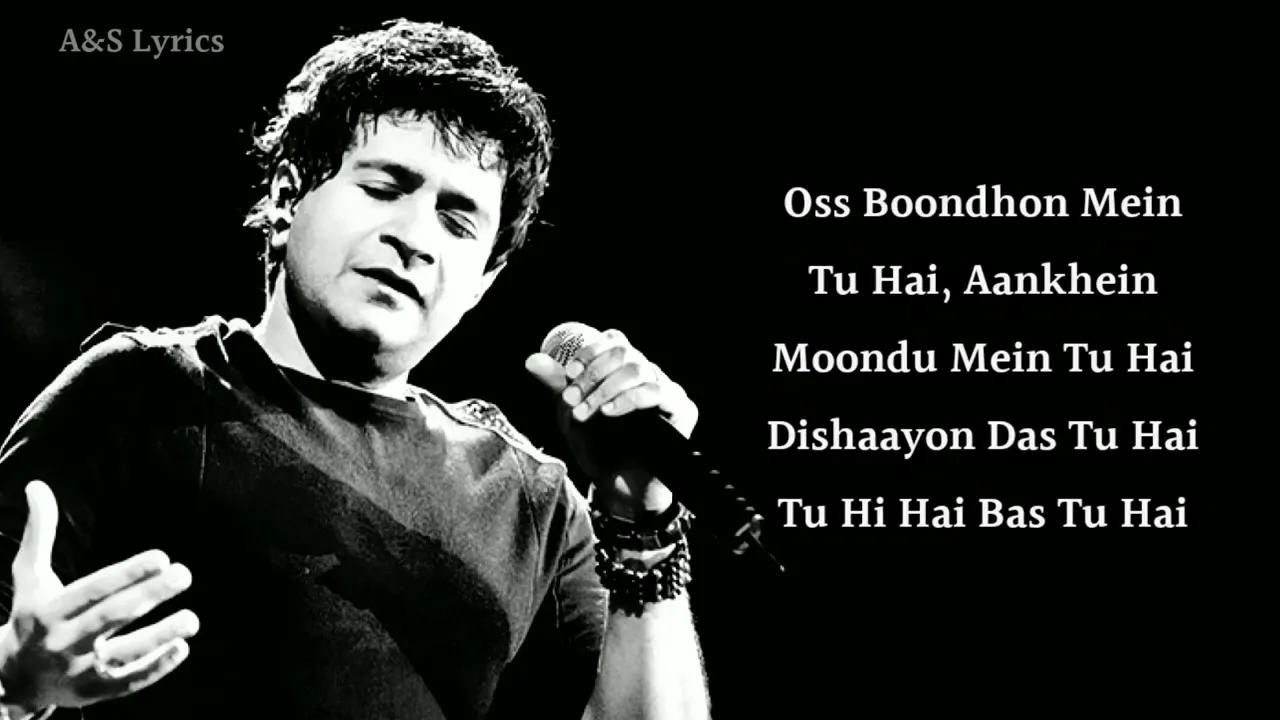 A&S Lyrics
Oss Boondhon Mein
Tu Hai, Aankhein
Moondu Mein Tu Hai
Dishaayon Das Tu Hai
Tu Hi Hai Bas Tu Hai